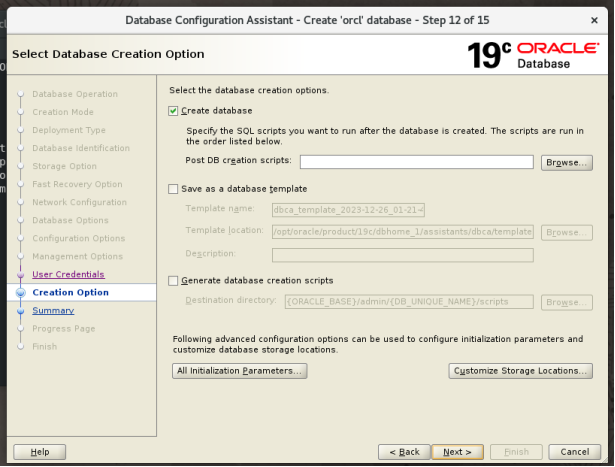 Database Configuration Assistant - Create 'orcl' database - Step 12 of 15
Select Database Creation Option
19c ORACLE
Database
Database Operation
Creation Mode
Deployment Type
Database Identification
Storage Option
Fast Recovery Option
Network Configuration
Database Options
Configuration Options
Management Options
User Credentials
Creation Option
Summary
Progress Page
Finish
Select the database creation options.
Create database
Specify the SQL scripts you want to run after the database is created. The scripts are run in
the order listed below.
Post DB creation scripts:
Browse...
Save as a database template
Template name: dbca_template_2023-12-26_01-21-4
Template location: /opt/oracle/product/19c/dbhome_1/assistants/dbca/template Browse...
Description:
Generate database creation scripts
Destination directory: {ORACLE_BASE}/admin/{DB_UNIQUE_NAME}/scripts Browse...
Following advanced configuration options can be used to configure initialization parameters and
customize database storage locations.
All Initialization Parameters... Customize Storage Locations...
Help < Back Next > Finish Cancel